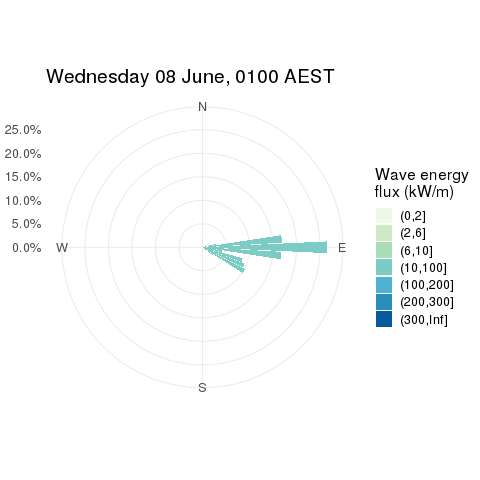 Wednesday 08 June, 0100 AEST
N
25.0%
20.0%
15.0%
10.0%
5.0%
0.0%
W
E
S
Wave energy
flux (kW/m)
(0,2]
(2,6]
(6,10]
(10,100]
(100,200]
(200,300]
(300,Inf]